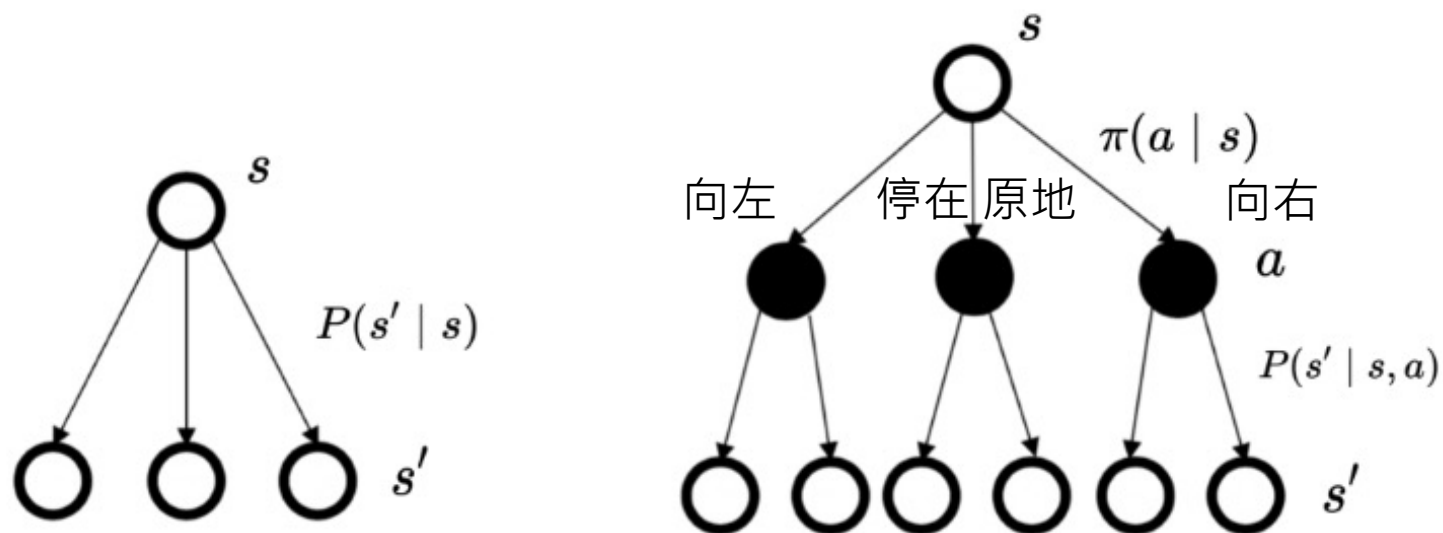 s
P(s′ | s)
s′
s
π(a | s)
向左
停在原地
向右
a
P(s′ | s, a)
s′